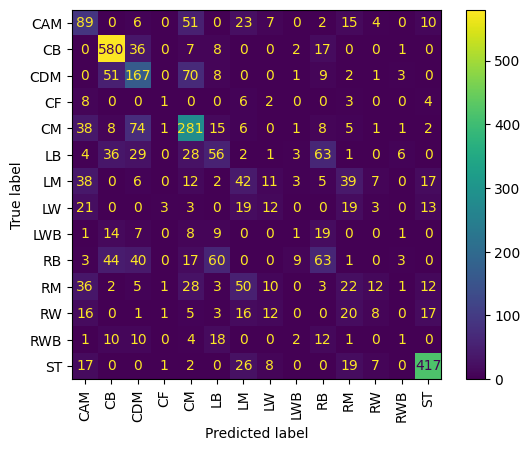 CAM 89 0 6 0 51 0 23 7 0 2 15 4 0 10
CB 0 580 36 0 7 8 0 0 2 17 0 0 1 0
CDM 0 51 167 0 70 8 0 0 1 9 2 1 3 0
CF 8 0 0 1 0 0 6 2 0 0 3 0 0 4
CM 38 8 74 1 281 15 6 0 1 8 5 1 1 2
LB 4 36 29 0 28 56 2 1 3 63 1 0 6 0
LM 38 0 6 0 12 2 42 11 3 5 39 7 0 17
LW 21 0 0 3 3 0 19 12 0 0 19 3 0 13
LWB 1 14 7 0 8 9 0 0 1 19 0 0 1 0
RB 3 44 40 0 17 60 0 0 9 63 1 0 3 0
RM 36 2 5 1 28 3 50 10 0 3 22 12 1 12
RW 16 0 1 1 5 3 16 12 0 0 20 8 0 17
RWB 1 10 10 0 4 18 0 0 2 12 1 0 1 0
ST 17 0 0 1 2 0 26 8 0 0 19 7 0 417
CAM CB CDM CF CM LB LM LW LWB RB RM RW RWB ST
Predicted label
True label
500
400
300
200
100
0